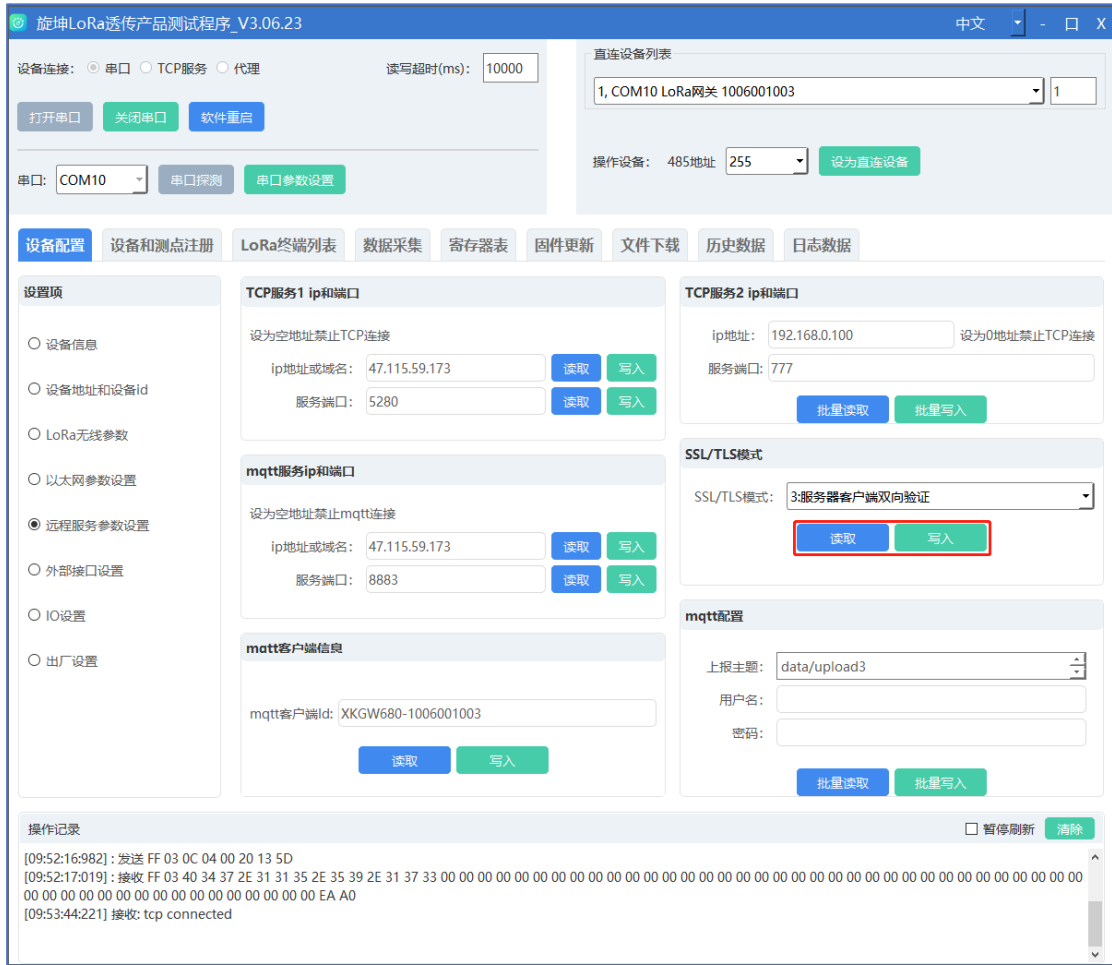 旋坤LoRa透传产品测试程序_V3.06.23
中文
- 口 X
设备连接: 串口 TCP服务 代理
读写超时(ms): 10000
打开串口 关闭串口 软件重启
串口: COM10 串口探测 串口参数设置
直连设备列表
1, COM10 LoRa网关 1006001003 1
操作设备: 485地址 255 设为直连设备
设备配置 设备和测点注册 LoRa终端列表 数据采集 寄存器表 固件更新 文件下载 历史数据 日志数据
设置项
设备信息
设备地址和设备id
LoRa无线参数
以太网参数设置
远程服务参数设置
外部接口设置
IO设置
出厂设置
TCP服务1 ip和端口
设为空地址禁止TCP连接
ip地址或域名: 47.115.59.173 读取 写入
服务端口: 5280 读取 写入
mqtt服务ip和端口
设为空地址禁止mqtt连接
ip地址或域名: 47.115.59.173 读取 写入
服务端口: 8883 读取 写入
mqtt客户端信息
mqtt客户端Id: XKGW680-1006001003
读取 写入
TCP服务2 ip和端口
ip地址: 192.168.0.100 设为0地址禁止TCP连接
服务端口: 777
批量读取 批量写入
SSL/TLS模式
SSL/TLS模式: 3:服务器客户端双向验证
读取 写入
mqtt配置
上报主题: data/upload3
用户名:
密码:
批量读取 批量写入
操作记录
暂停刷新 清除
[09:52:16:982] : 发送 FF 03 0C 04 00 20 13 5D
[09:52:17:019] : 接收 FF 03 40 34 37 2E 31 31 35 2E 35 39 2E 31 37 33 00 00 00 00 00 00 00 00 00 00 00 00 00 00 00 00 00 00 00 00 00 00 00 00 00 00 00 00 00 00 00 00 00 00 00
00 00 00 00 00 00 00 00 00 00 00 00 00 00 00 00 EA A0
[09:53:44:221] 接收: tcp connected